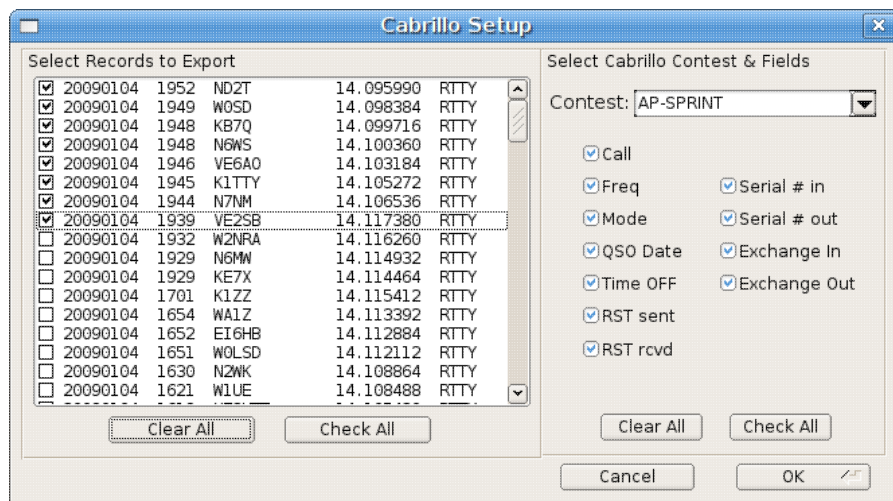 Cabrillo Setup
Select Records to Export
20090104 1952 ND2T 14.095990 RTTY
20090104 1949 W0SD 14.098384 RTTY
20090104 1948 KB7Q 14.099716 RTTY
20090104 1948 N6WS 14.100360 RTTY
20090104 1946 VE6AO 14.103184 RTTY
20090104 1945 K1TTY 14.105272 RTTY
20090104 1944 N7NM 14.106536 RTTY
20090104 1939 VE2SB 14.117380 RTTY
20090104 1932 W2NRA 14.116260 RTTY
20090104 1929 N6MW 14.114932 RTTY
20090104 1929 KE7X 14.114464 RTTY
20090104 1701 K1ZZ 14.115412 RTTY
20090104 1654 WA1Z 14.113392 RTTY
20090104 1652 EI6HB 14.112884 RTTY
20090104 1651 W0LSD 14.112112 RTTY
20090104 1630 N2WK 14.108864 RTTY
20090104 1621 W1UE 14.108488 RTTY
Clear All
Check All
Select Cabrillo Contest & Fields
Contest: AP-SPRINT
Call
Freq
Serial # in
Mode
Serial # out
QSO Date
Exchange In
Time OFF
Exchange Out
RST sent
RST rcvd
Clear All
Check All
Cancel
OK